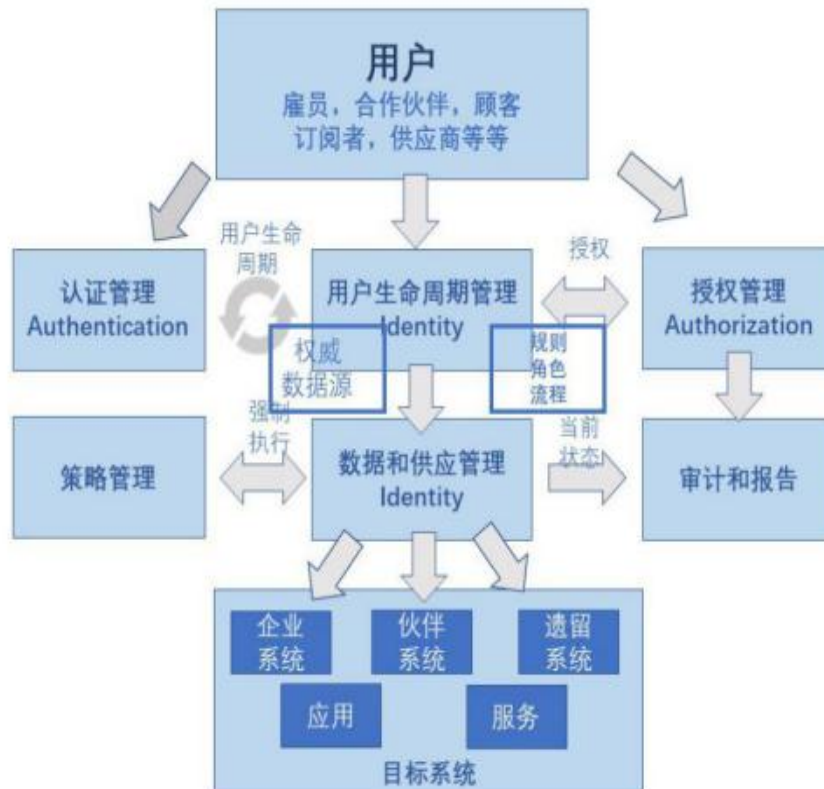 用户
雇员，合作伙伴，顾客
订阅者，供应商等等
用户生命
周期
授权
认证管理
Authentication
用户生命周期管理
Identity
授权管理
Authorization
权威
数据源
规则
角色
流程
强制
执行
当前
状态
策略管理
数据和供应管理
Identity
审计和报告
企业
系统
伙伴
系统
遗留
系统
应用
服务
目标系统